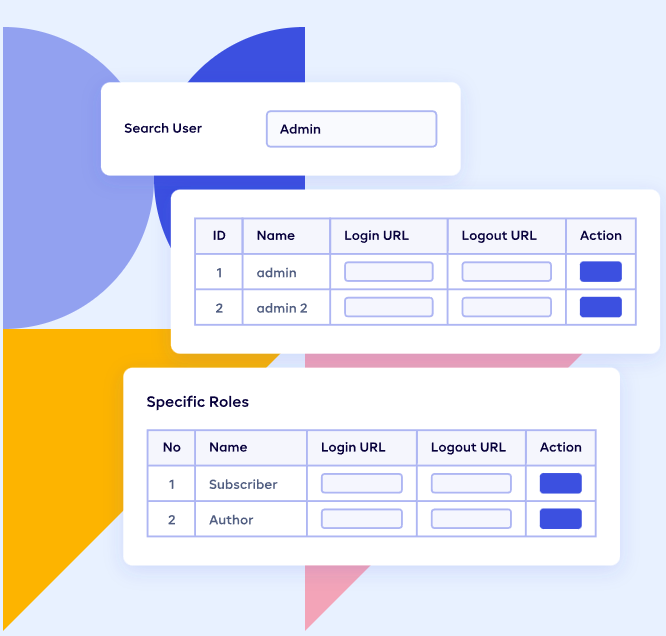 Search User Admin
ID Name Login URL Logout URL Action
1 admin
2 admin 2
Specific Roles
No Name Login URL Logout URL Action
1 Subscriber
2 Author